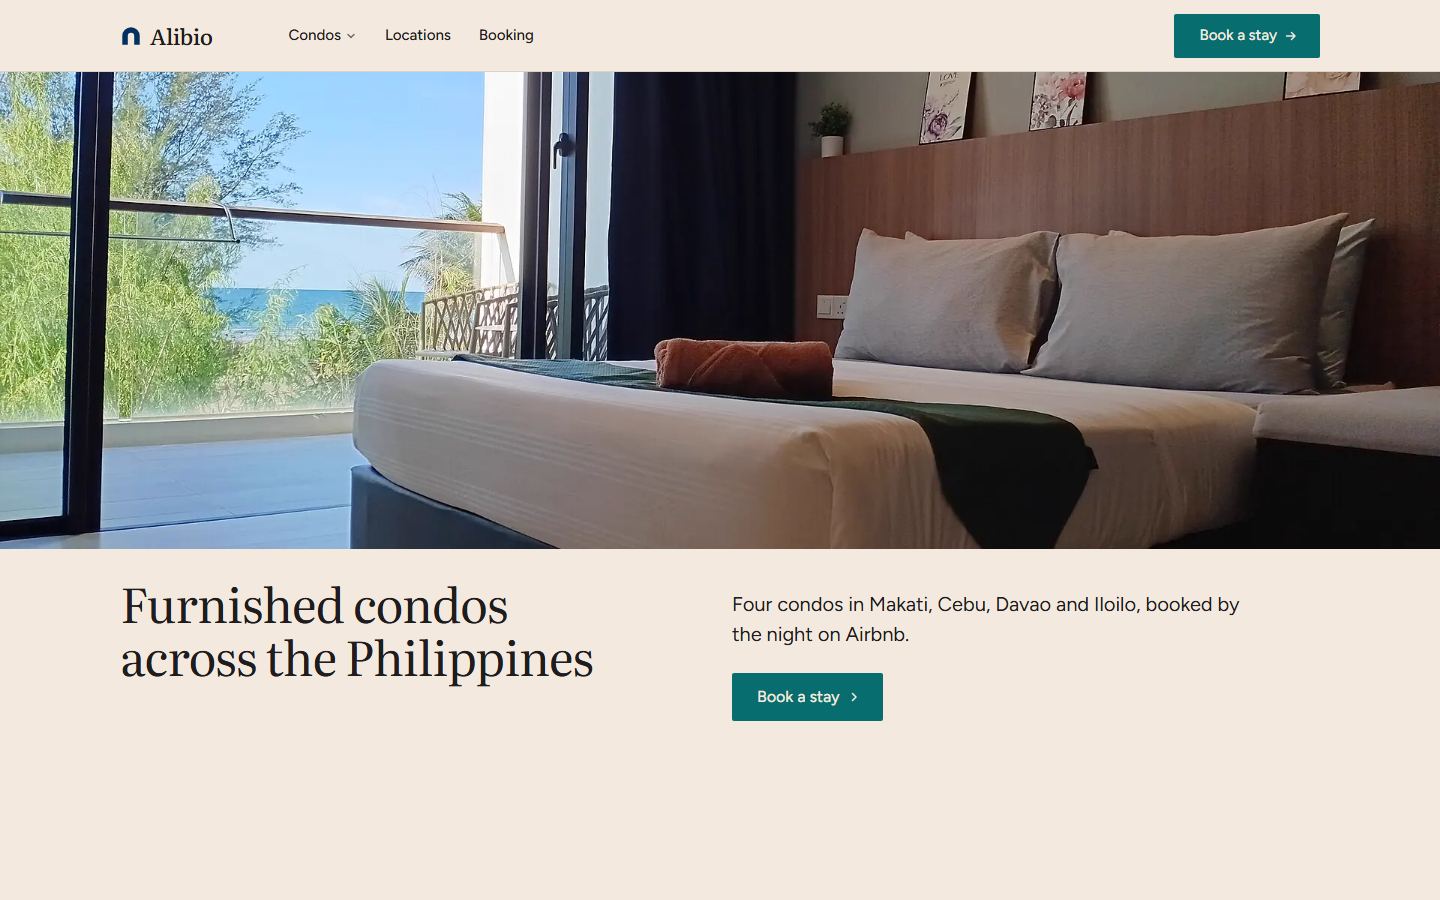 Alibio
Condos
Locations
Booking
Book a stay
LOVE
Furnished condos
across the Philippines
Four condos in Makati, Cebu, Davao and Iloilo, booked by
the night on Airbnb.
Book a stay